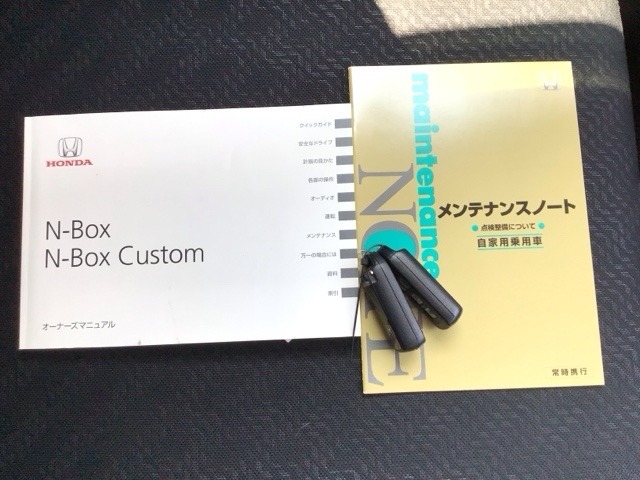 HONDA
N-Box
N-Box Custom
オーナーズマニュアル
クイックガイド
安全なドライブ
計器の見かた
各部の操作
オーディオ
運転
メンテナンス
万一の場合には
資料
索引
maintenance
NOTE
メンテナンスノート
点検整備について
自家用乗用車
常時携行